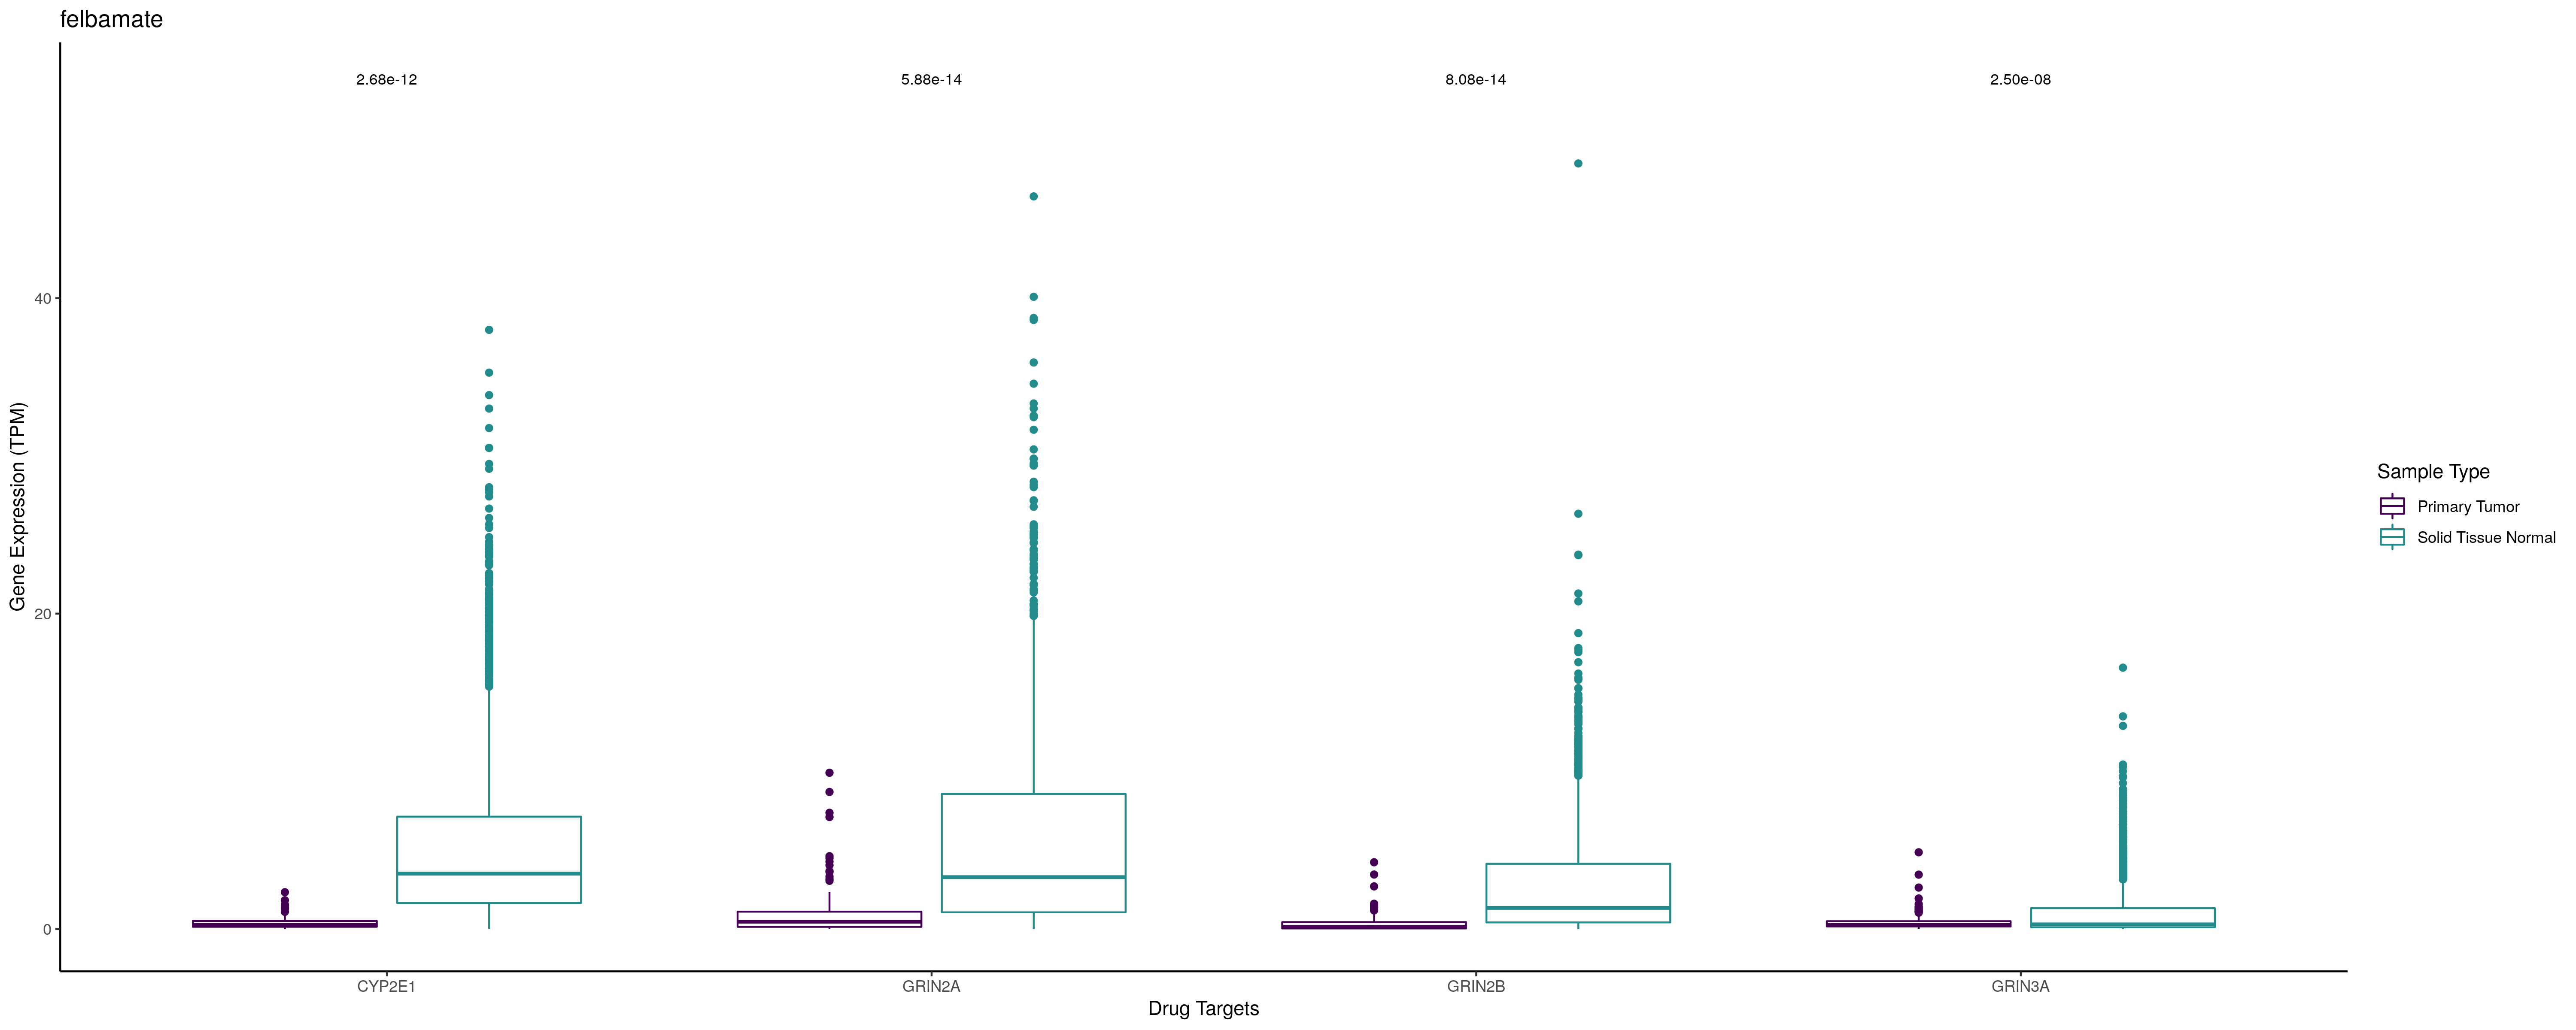 felbamate
2.68e-12 5.88e-14 8.08e-14 2.50e-08
40
20
0
Gene Expression (TPM)
CYP2E1 GRIN2A GRIN2B GRIN3A
Drug Targets
Sample Type
Primary Tumor
Solid Tissue Normal